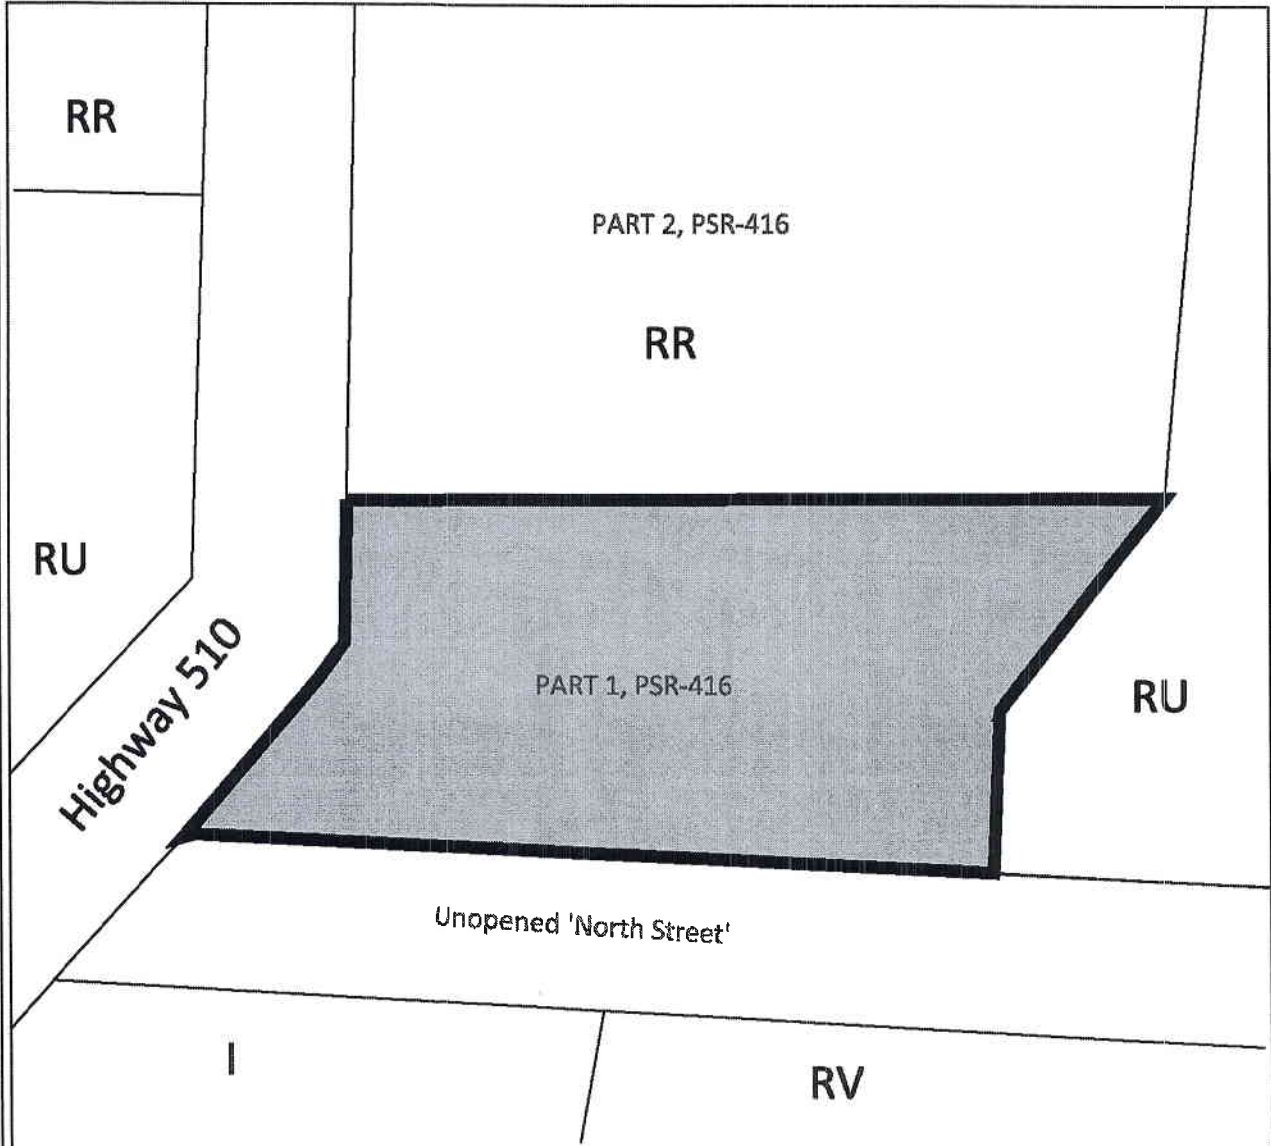 RR
PART 2, PSR-416
RR
RU
Highway 510
PART 1, PSR-416
RU
Unopened 'North Street'
I
RV